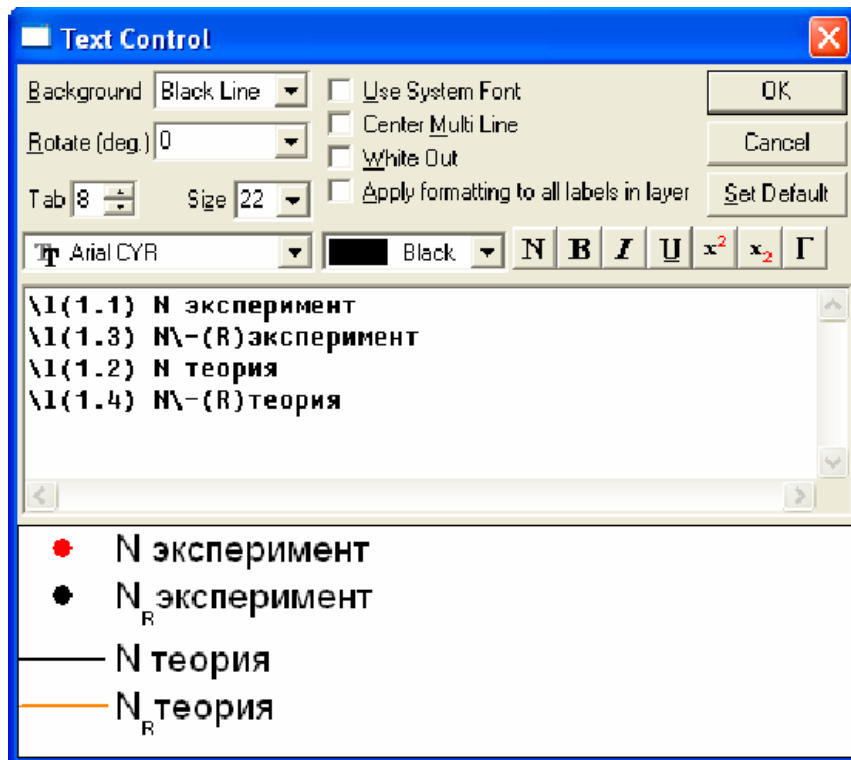 Text Control
Background Black Line Use System Font OK
Center Multi Line
Rotate (deg.) 0 White Out Cancel
Tab 8 Size 22 Apply formatting to all labels in layer Set Default
Arial CYR Black N B I U x² x₂ Γ
\l(1.1) N эксперимент
\l(1.3) N\-(R)эксперимент
\l(1.2) N теория
\l(1.4) N\-(R)теория
N эксперимент
N_Rэксперимент
N теория
N_Rтеория